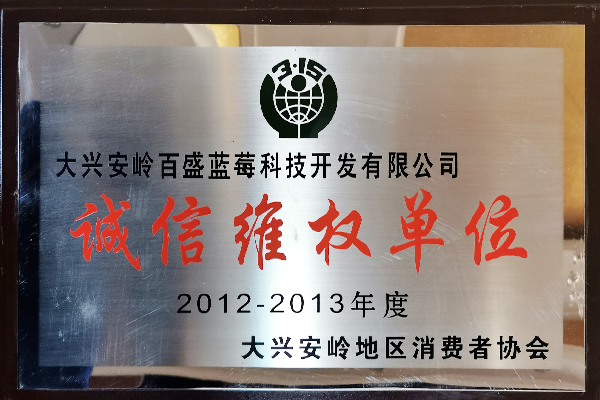 3·15
大兴安岭百盛蓝莓科技开发有限公司
诚信维权单位
2012-2013年度
大兴安岭地区消费者协会